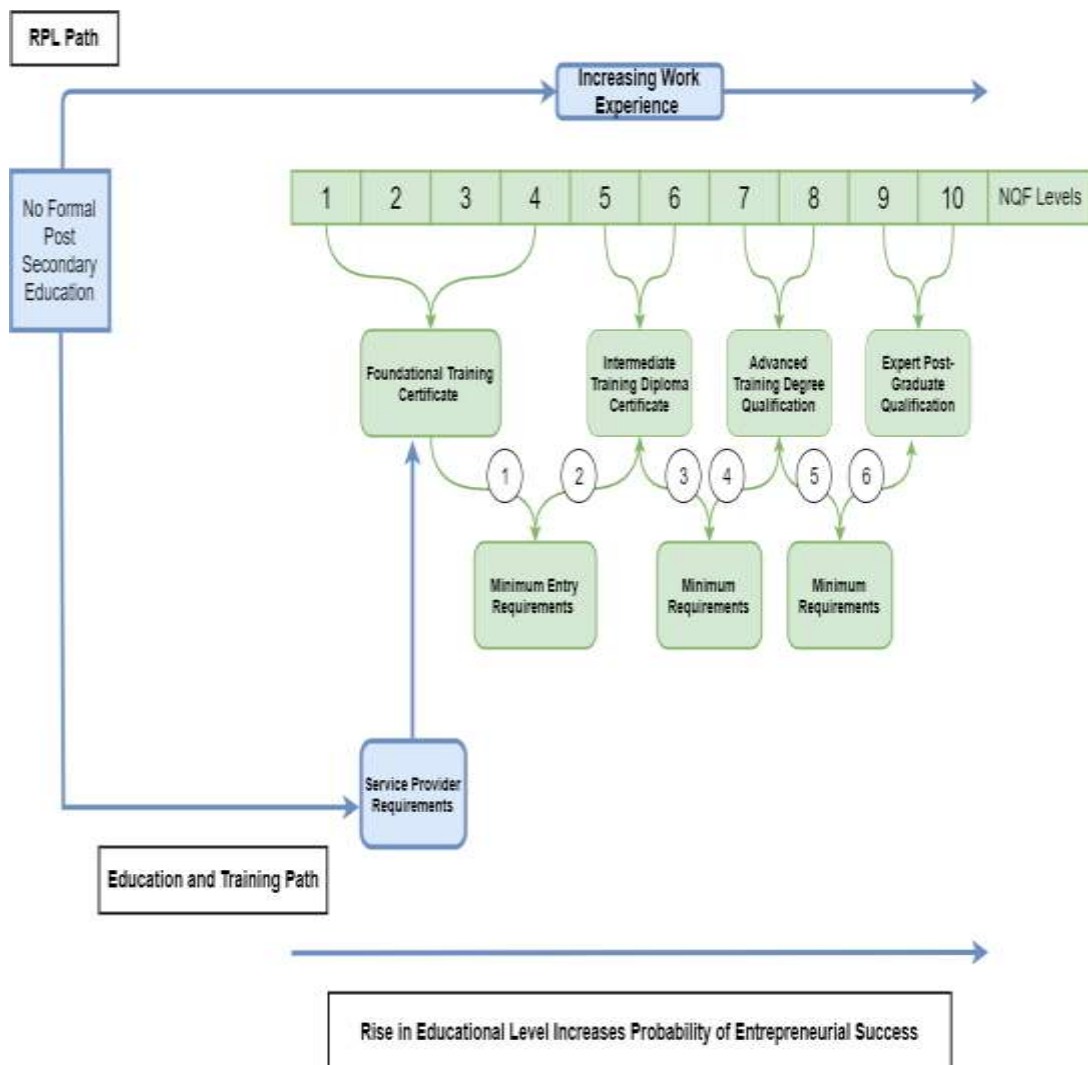 RPL Path
Increasing Work
Experience
No Formal
Post
Secondary
Education
1 2 3 4 5 6 7 8 9 10 NQF Levels
Foundational Training
Certificate
Intermediate
Training Diploma
Certificate
Advanced
Training Degree
Qualification
Expert Post-
Graduate
Qualification
1
2
3
4
5
6
Minimum Entry
Requirements
Minimum
Requirements
Minimum
Requirements
Service Provider
Requirements
Education and Training Path
Rise in Educational Level Increases Probability of Entrepreneurial Success